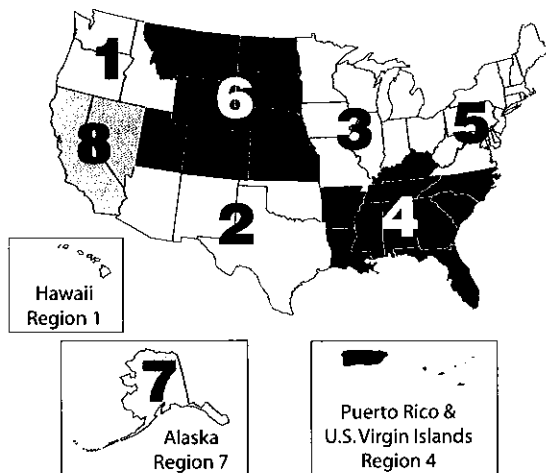 1
6
3
5
8
4
2
Hawaii
Region 1
7
Alaska
Region 7
Puerto Rico &
U.S. Virgin Islands
Region 4